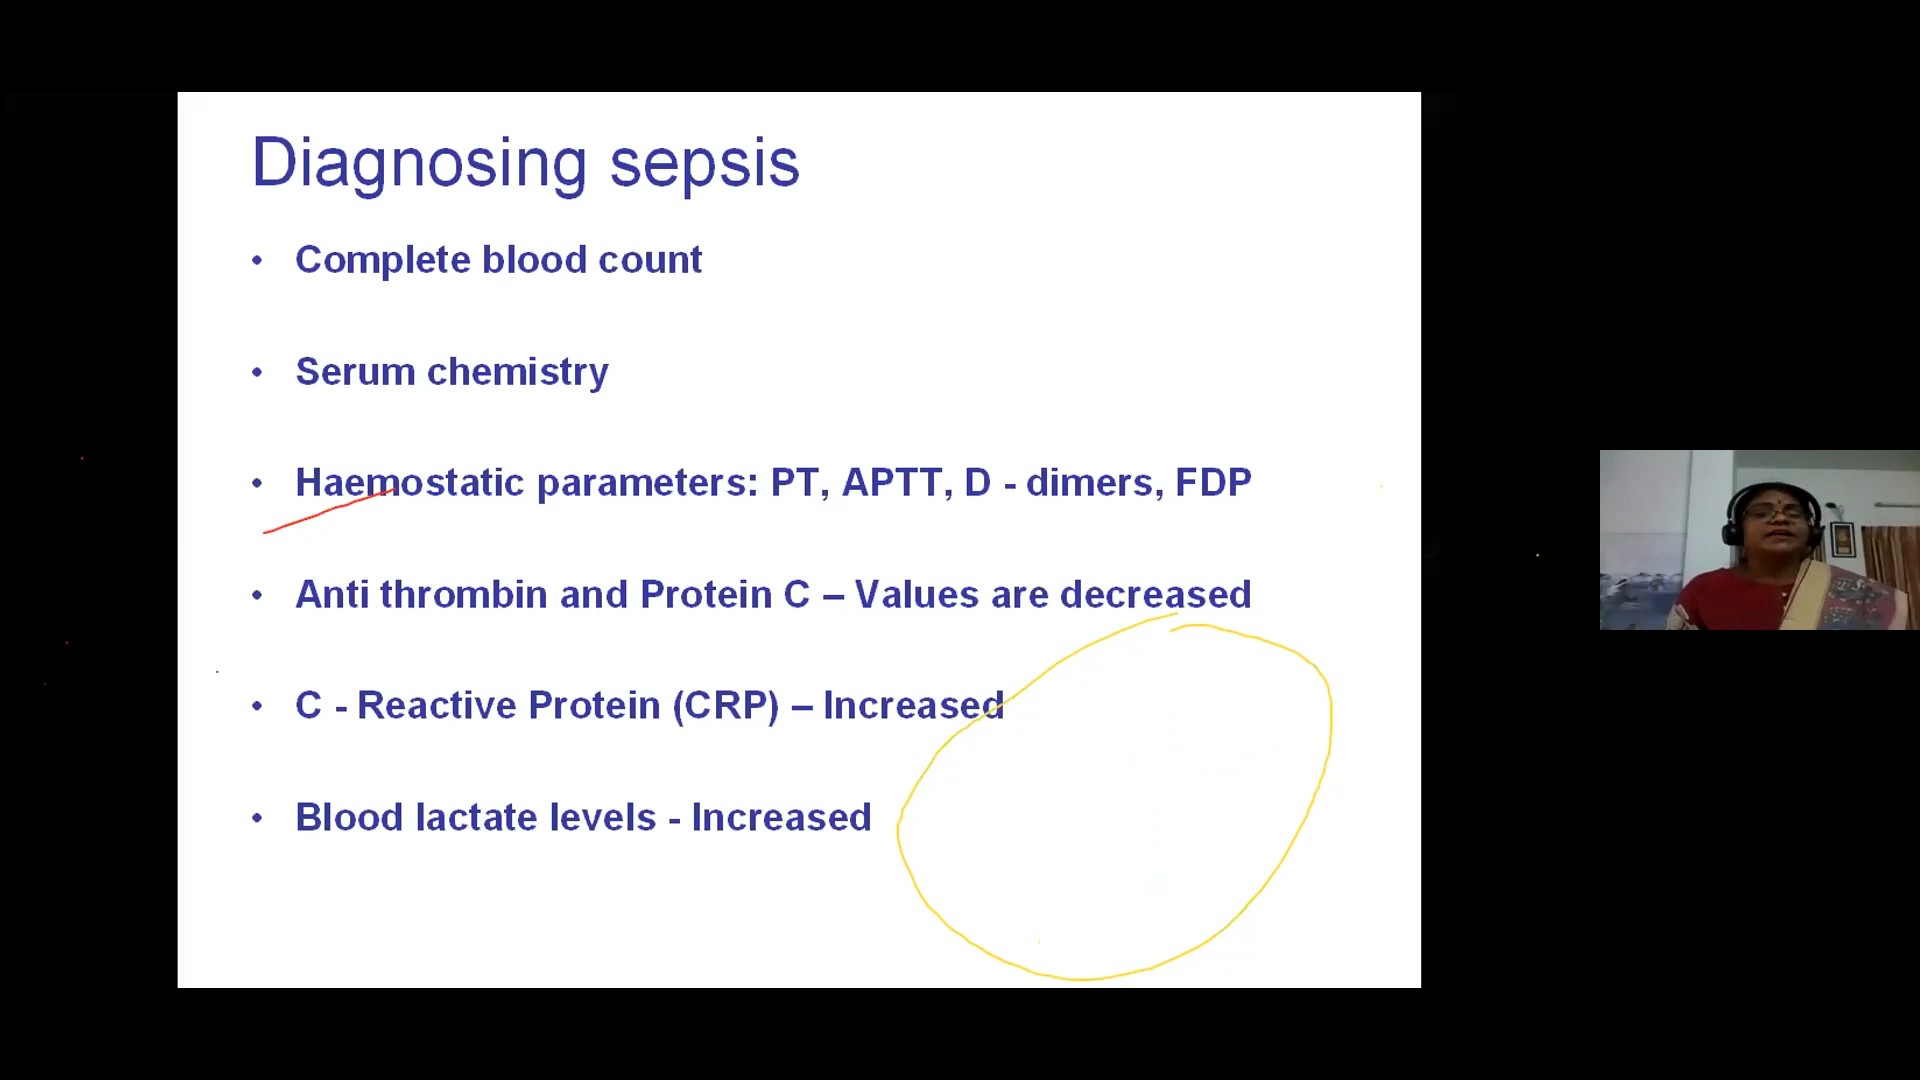 Diagnosing sepsis
• Complete blood count
• Serum chemistry
• Haemostatic parameters: PT, APTT, D - dimers, FDP
• Anti thrombin and Protein C – Values are decreased
• C - Reactive Protein (CRP) – Increased
• Blood lactate levels - Increased